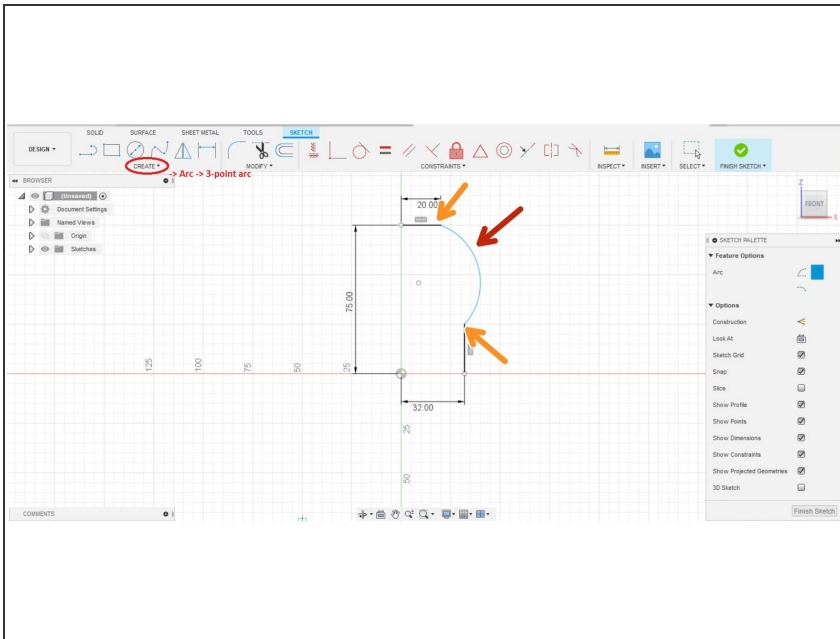 SOLID SURFACE SHEET METAL TOOLS SKETCH
DESIGN
CREATE MODIFY CONSTRAINTS INSPECT INSERT SELECT FINISH SKETCH
-> Arc -> 3-point arc
BROWSER
(Unsaved)
Document Settings
Named Views
Origin
Sketches
20.00
75.00
32.00
125
100
75
50
25
25
50
Z
FRONT
X
SKETCH PALETTE
Feature Options
Arc
Options
Construction
Look At
Sketch Grid
Snap
Slice
Show Profile
Show Points
Show Dimensions
Show Constraints
Show Projected Geometries
3D Sketch
Finish Sketch
COMMENTS